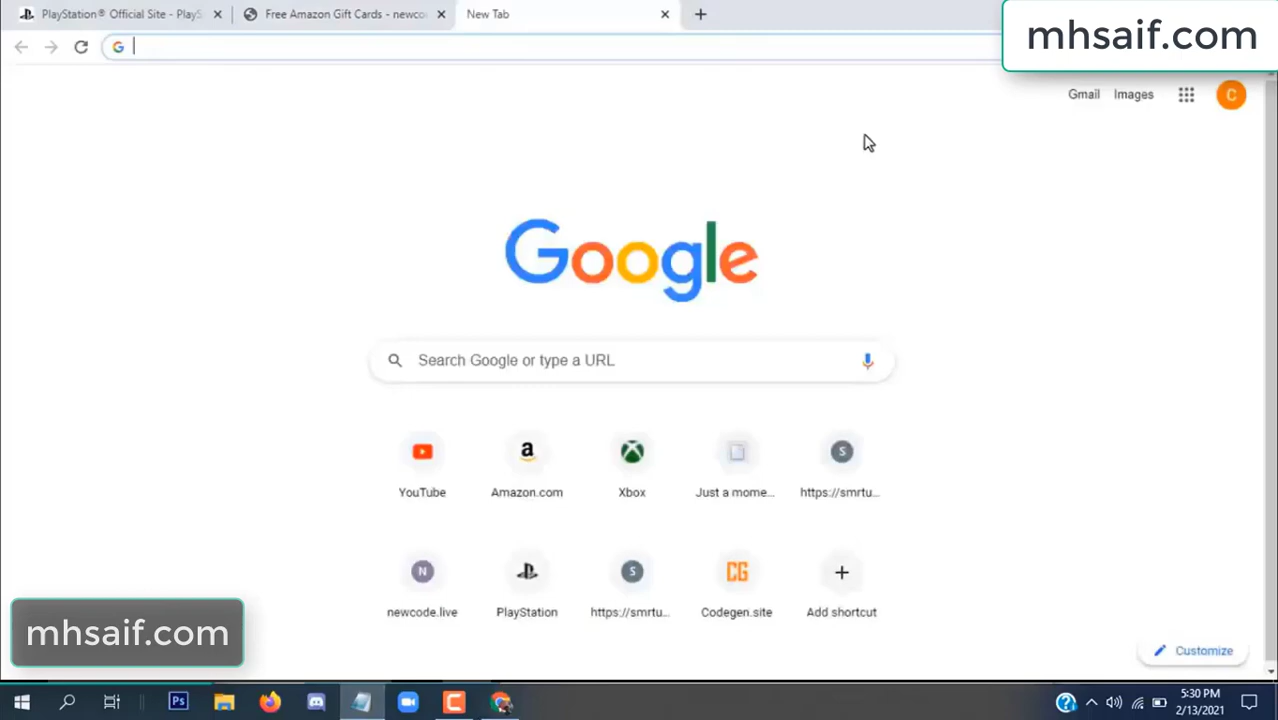 PlayStation® Official Site - PlayS
Free Amazon Gift Cards - newco
New Tab
mhsaif.com
Gmail
Images
C
Google
Search Google or type a URL
YouTube
Amazon.com
Xbox
Just a mome...
S
https://smrtu...
N
newcode.live
PlayStation
S
https://smrtu...
CG
Codegen.site
Add shortcut
Customize
mhsaif.com
Ps
5:30 PM
2/13/2021